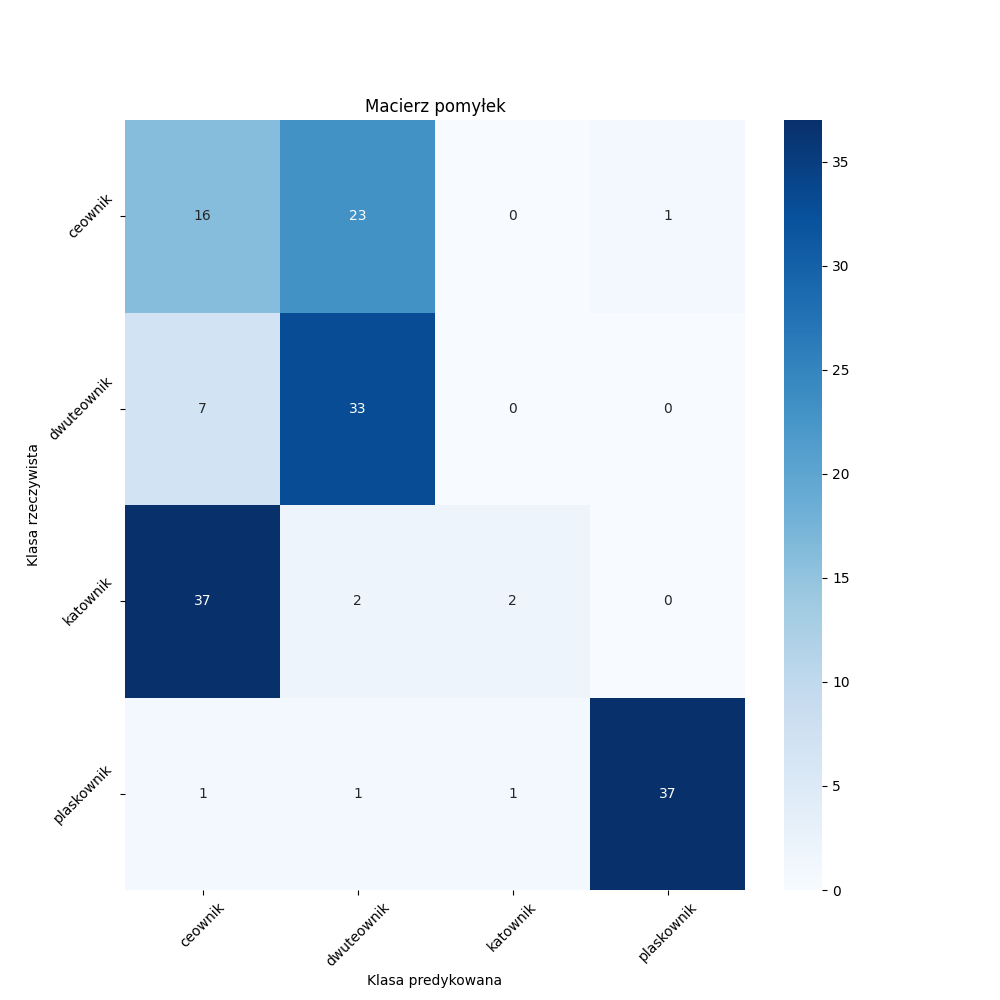 Macierz pomyłek
ceownik 16 23 0 1
dwuteownik 7 33 0 0
katownik 37 2 2 0
plaskownik 1 1 1 37
ceownik dwuteownik katownik plaskownik
Klasa rzeczywista
Klasa predykowana
35
30
25
20
15
10
5
0